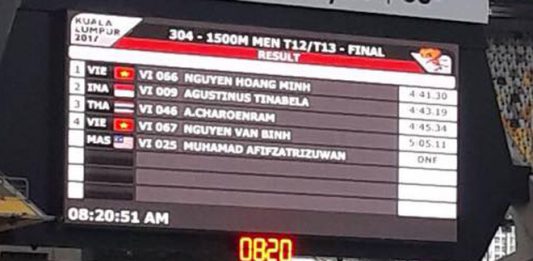 KUALA
LUMPUR
2017
304 - 1500M MEN T12/T13 - FINAL
RESULT
1 VIE VI 066 NGUYEN HOANG MINH 4:41.30
2 INA VI 009 AGUSTINUS TINABELA 4:43.19
3 THA VI 046 A.CHAROENRAM 4:45.34
4 VIE VI 067 NGUYEN VAN BINH 5:05.11
MAS VI 025 MUHAMAD AFIFZATRIZUWAN DNF
08:20:51 AM
08:20